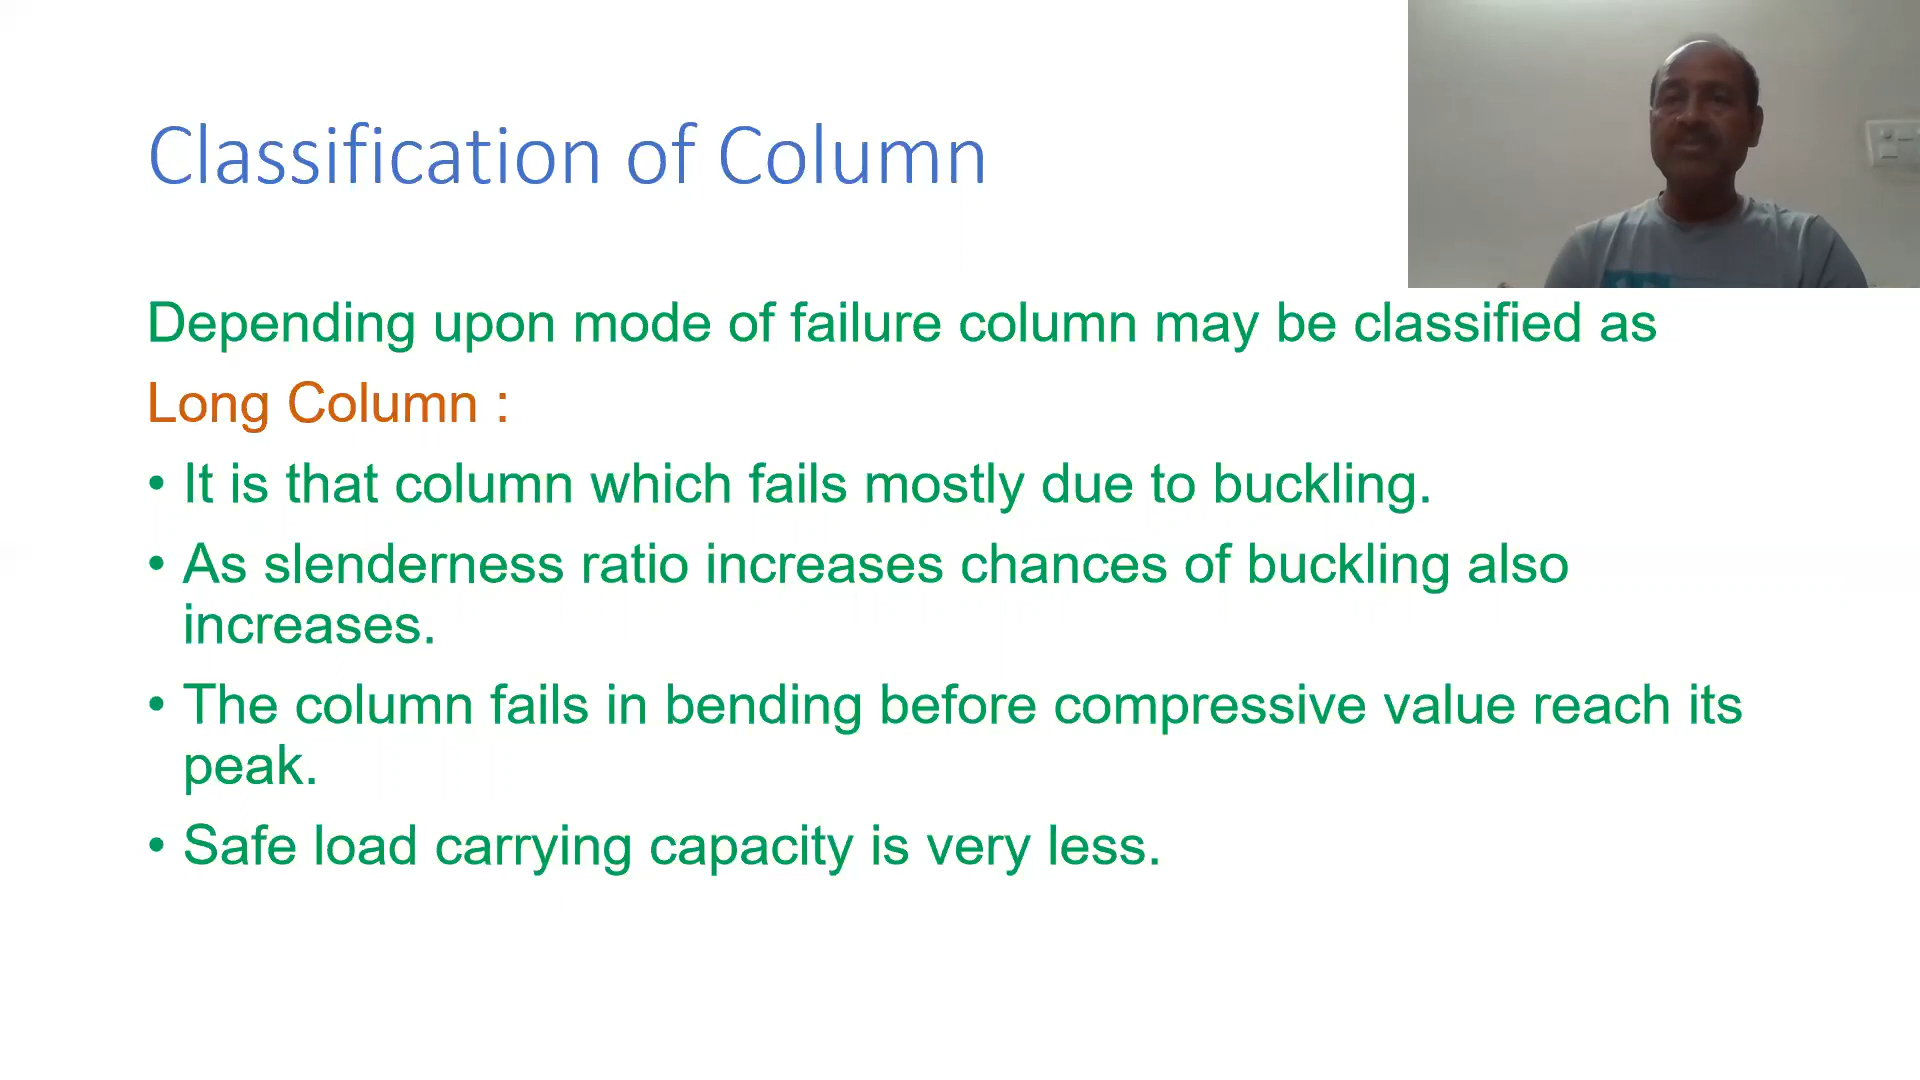 Classification of Column
Depending upon mode of failure column may be classified as
Long Column :
• It is that column which fails mostly due to buckling.
• As slenderness ratio increases chances of buckling also
increases.
• The column fails in bending before compressive value reach its
peak.
• Safe load carrying capacity is very less.